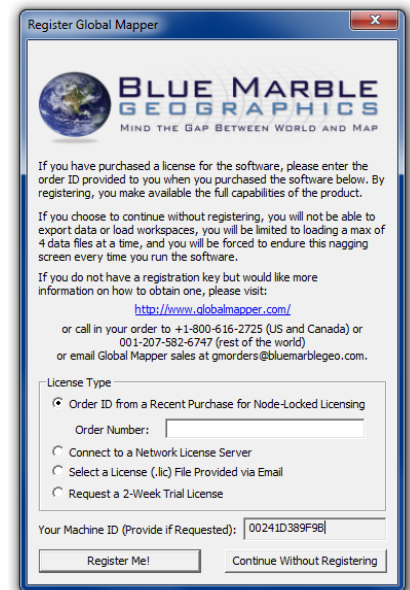 Register Global Mapper
BLUE MARBLE
GEOGRAPHICS
MIND THE GAP BETWEEN WORLD AND MAP
If you have purchased a license for the software, please enter the
order ID provided to you when you purchased the software below. By
registering, you make available the full capabilities of the product.
If you choose to continue without registering, you will not be able to
export data or load workspaces, you will be limited to loading a max of
4 data files at a time, and you will be forced to endure this nagging
screen every time you run the software.
If you do not have a registration key but would like more
information on how to obtain one, please visit:
http://www.globalmapper.com/
or call in your order to +1-800-616-2725 (US and Canada) or
001-207-582-6747 (rest of the world)
or email Global Mapper sales at gmorders@bluemarblegeo.com.
License Type
Order ID from a Recent Purchase for Node-Locked Licensing
Order Number:
Connect to a Network License Server
Select a License (.lic) File Provided via Email
Request a 2-Week Trial License
Your Machine ID (Provide if Requested): 00241D389F9B
Register Me! Continue Without Registering